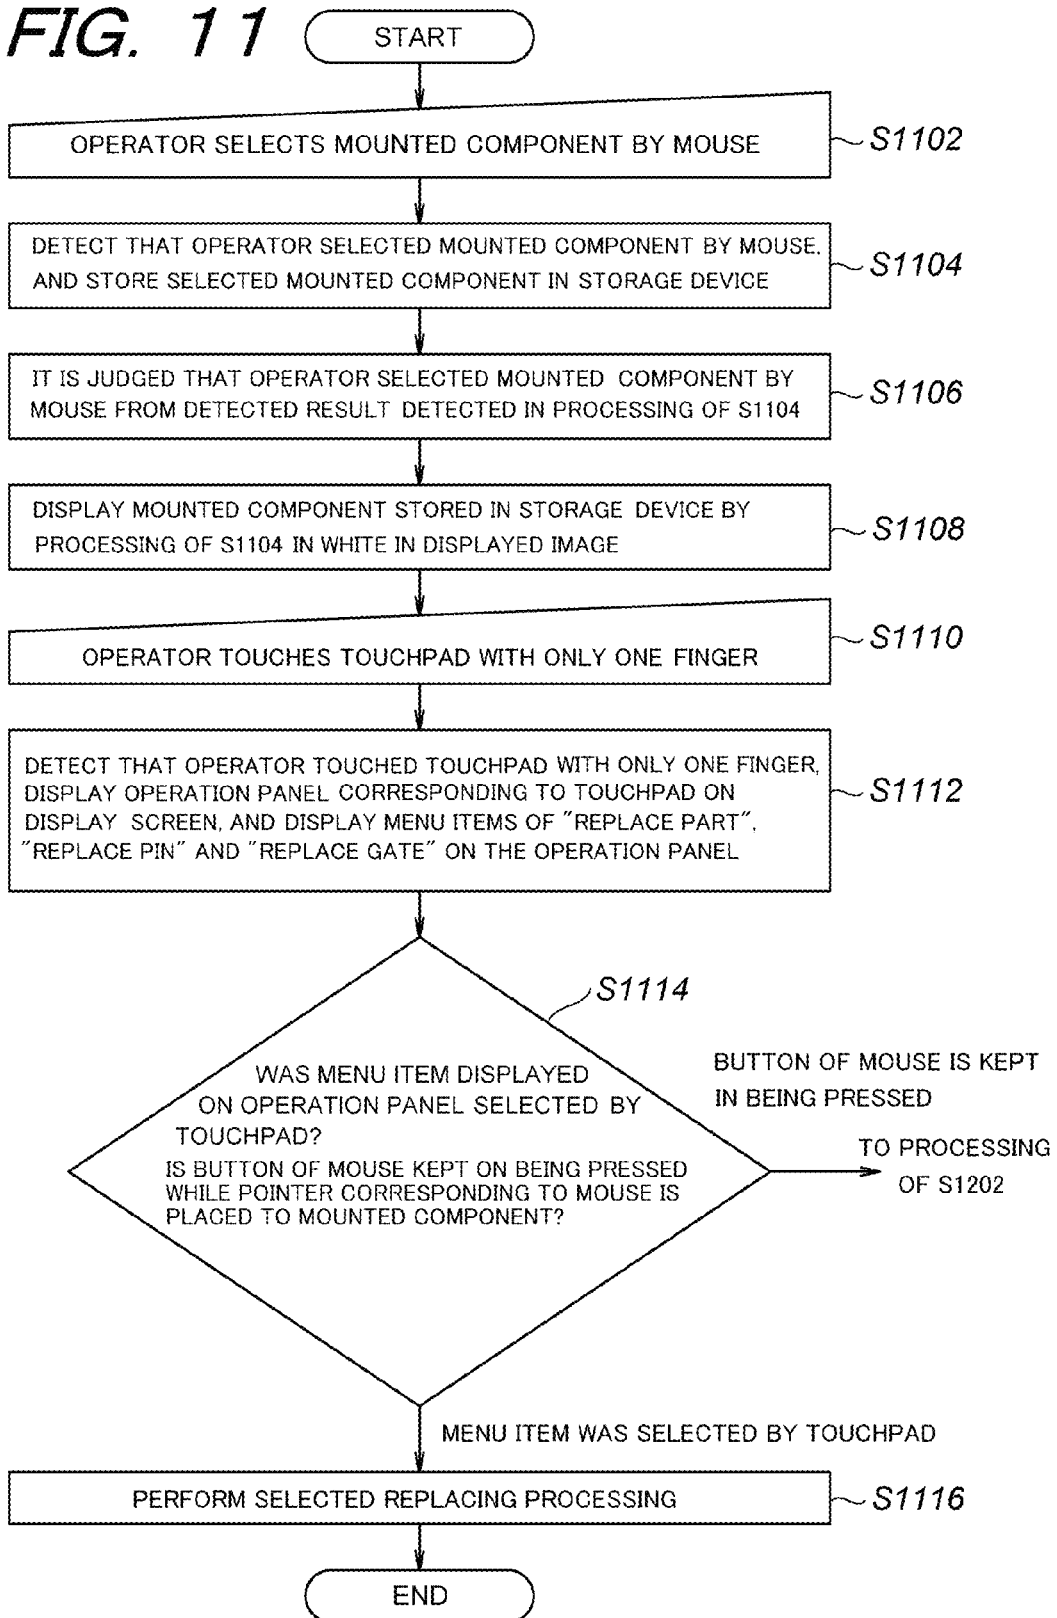 FIG. 11
START
OPERATOR SELECTS MOUNTED COMPONENT BY MOUSE
S1102
DETECT THAT OPERATOR SELECTED MOUNTED COMPONENT BY MOUSE,
AND STORE SELECTED MOUNTED COMPONENT IN STORAGE DEVICE
S1104
IT IS JUDGED THAT OPERATOR SELECTED MOUNTED COMPONENT BY
MOUSE FROM DETECTED RESULT DETECTED IN PROCESSING OF S1104
S1106
DISPLAY MOUNTED COMPONENT STORED IN STORAGE DEVICE BY
PROCESSING OF S1104 IN WHITE IN DISPLAYED IMAGE
S1108
OPERATOR TOUCHES TOUCHPAD WITH ONLY ONE FINGER
S1110
DETECT THAT OPERATOR TOUCHED TOUCHPAD WITH ONLY ONE FINGER,
DISPLAY OPERATION PANEL CORRESPONDING TO TOUCHPAD ON
DISPLAY SCREEN, AND DISPLAY MENU ITEMS OF "REPLACE PART",
"REPLACE PIN" AND "REPLACE GATE" ON THE OPERATION PANEL
S1112
S1114
WAS MENU ITEM DISPLAYED
ON OPERATION PANEL SELECTED BY
TOUCHPAD?
IS BUTTON OF MOUSE KEPT ON BEING PRESSED
WHILE POINTER CORRESPONDING TO MOUSE IS
PLACED TO MOUNTED COMPONENT?
BUTTON OF MOUSE IS KEPT
IN BEING PRESSED
TO PROCESSING
OF S1202
MENU ITEM WAS SELECTED BY TOUCHPAD
PERFORM SELECTED REPLACING PROCESSING
S1116
END